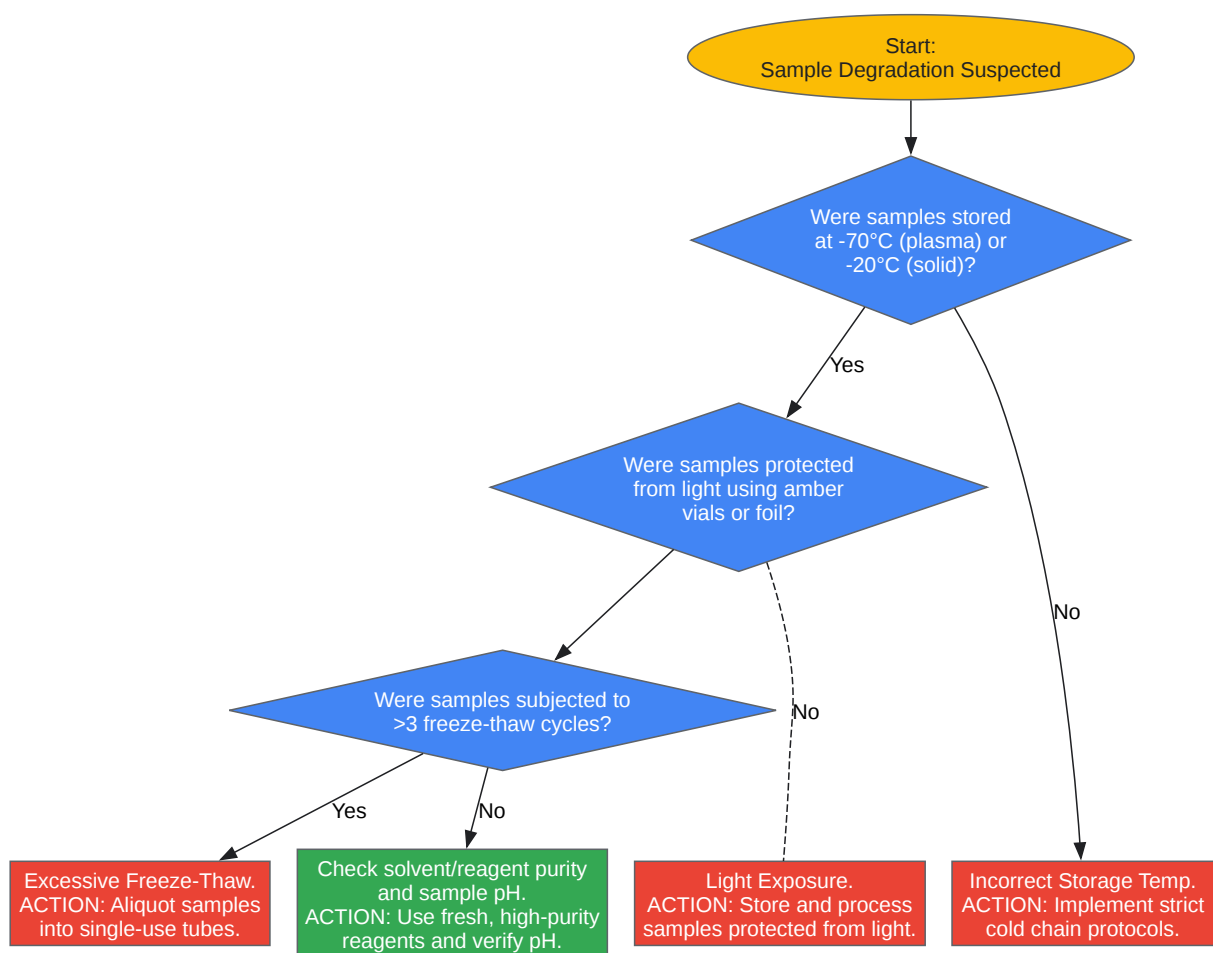 Start:
Sample Degradation Suspected
Were samples stored
at -70°C (plasma) or
-20°C (solid)?
Yes
Were samples protected
from light using amber
vials or foil?
No
Were samples subjected to
>3 freeze-thaw cycles?
No
Yes
No
Excessive Freeze-Thaw.
ACTION: Aliquot samples
into single-use tubes.
Check solvent/reagent purity
and sample pH.
ACTION: Use fresh, high-purity
reagents and verify pH.
Light Exposure.
ACTION: Store and process
samples protected from light.
Incorrect Storage Temp.
ACTION: Implement strict
cold chain protocols.